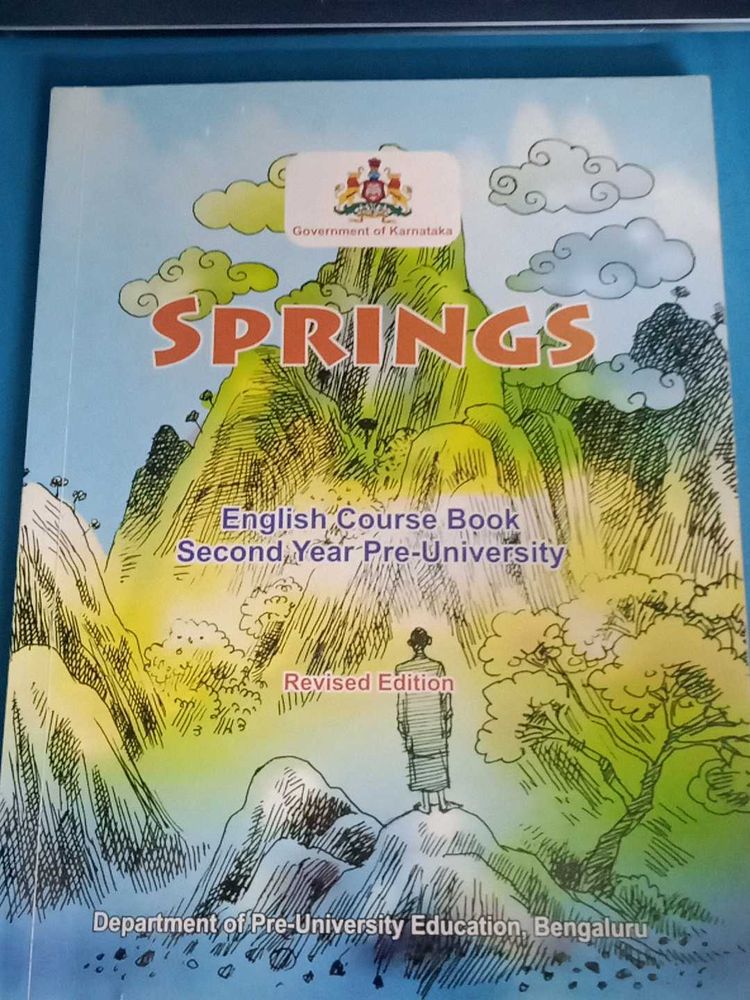 Government of Karnataka
SPRINGS
English Course Book
Second Year Pre-University
Revised Edition
Department of Pre-University Education, Bengaluru